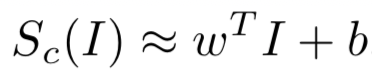 S_c(I) ≈ w^T I + b